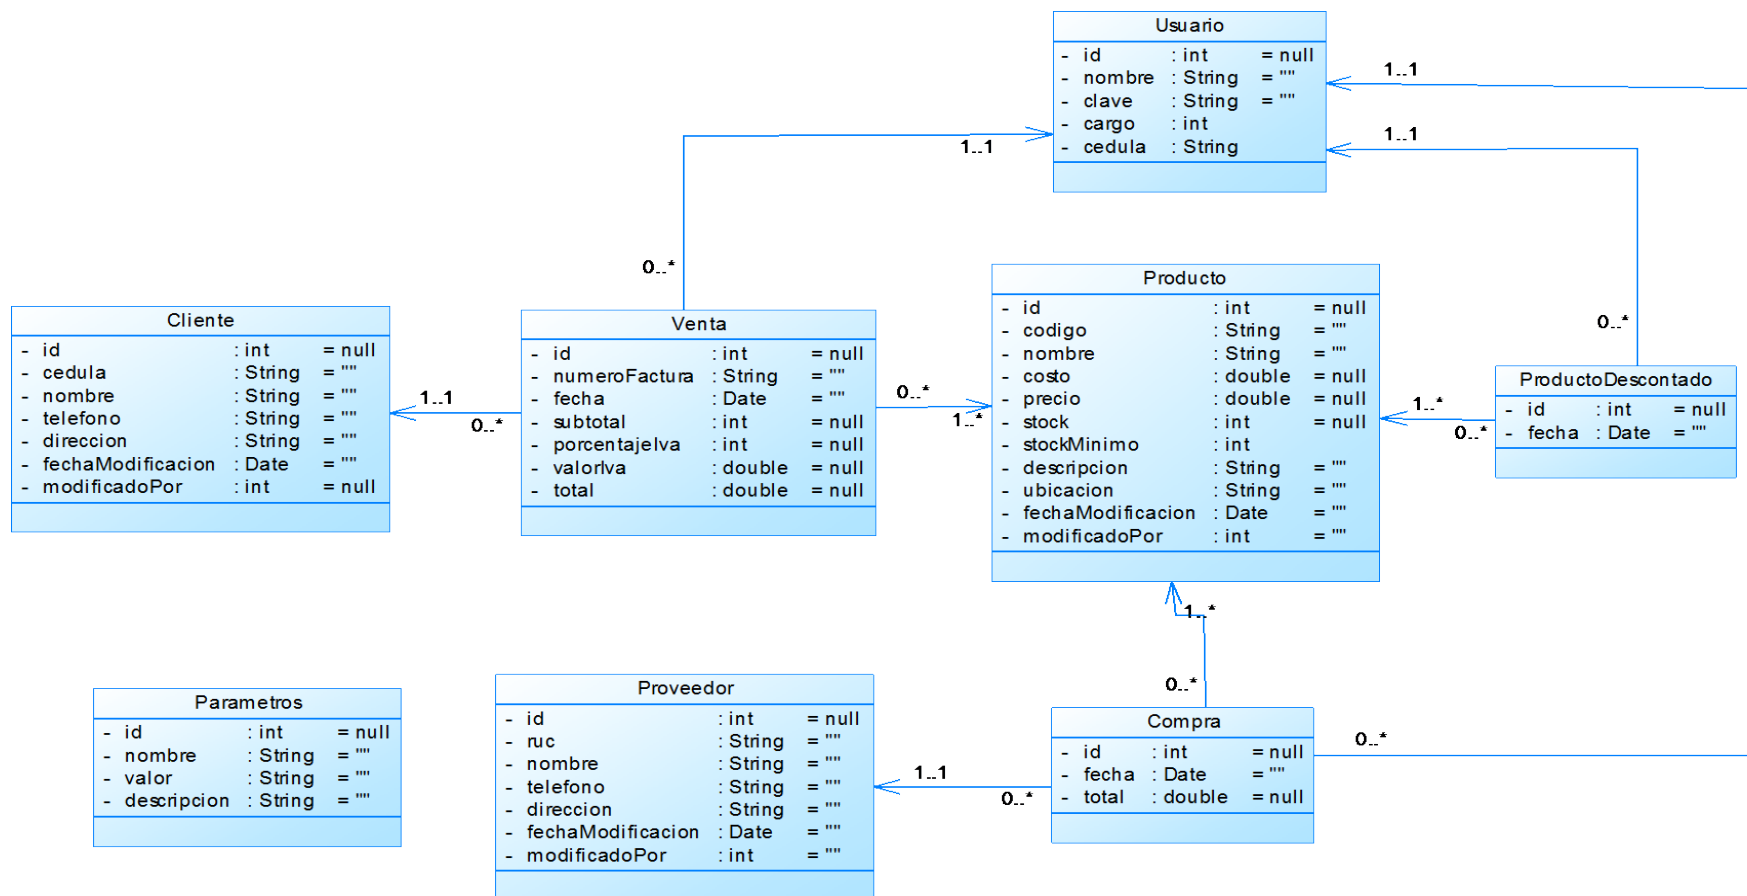 Usuario
- id : int = null
- nombre : String = ""
- clave : String = ""
- cargo : int
- cedula : String
1..1
1..1
1..1
0..*
Cliente
- id : int = null
- cedula : String = ""
- nombre : String = ""
- telefono : String = ""
- direccion : String = ""
- fechaModificacion : Date = ""
- modificadoPor : int = null
1..1
0..*
Venta
- id : int = null
- numeroFactura : String = ""
- fecha : Date = ""
- subtotal : int = null
- porcentajeIva : int = null
- valorIva : double = null
- total : double = null
0..*
1..*
Producto
- id : int = null
- codigo : String = ""
- nombre : String = ""
- costo : double = null
- precio : double = null
- stock : int = null
- stockMinimo : int
- descripcion : String = ""
- ubicacion : String = ""
- fechaModificacion : Date = ""
- modificadoPor : int = ""
0..*
1..*
0..*
ProductoDescontado
- id : int = null
- fecha : Date = ""
1..*
0..*
Parametros
- id : int = null
- nombre : String = ""
- valor : String = ""
- descripcion : String = ""
Proveedor
- id : int = null
- ruc : String = ""
- nombre : String = ""
- telefono : String = ""
- direccion : String = ""
- fechaModificacion : Date = ""
- modificadoPor : int = ""
1..1
0..*
Compra
- id : int = null
- fecha : Date = ""
- total : double = null
0..*